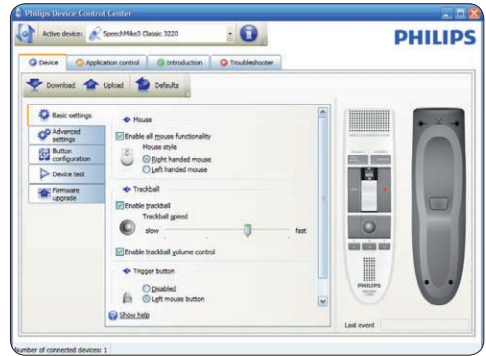 Philips Device Control Center
Active device: SpeechMike3 Classic 3220
PHILIPS
Device Application control Introduction Troubleshooter
Download Upload Defaults
Basic settings
Advanced settings
Button configuration
Device test
Firmware upgrade
Mouse
Enable all mouse functionality
Mouse style
Right handed mouse
Left handed mouse
Trackball
Enable trackball
Trackball speed
slow fast
Enable trackball volume control
Trigger button
Disabled
Left mouse button
Show help
PHILIPS
Last event
Number of connected devices: 1